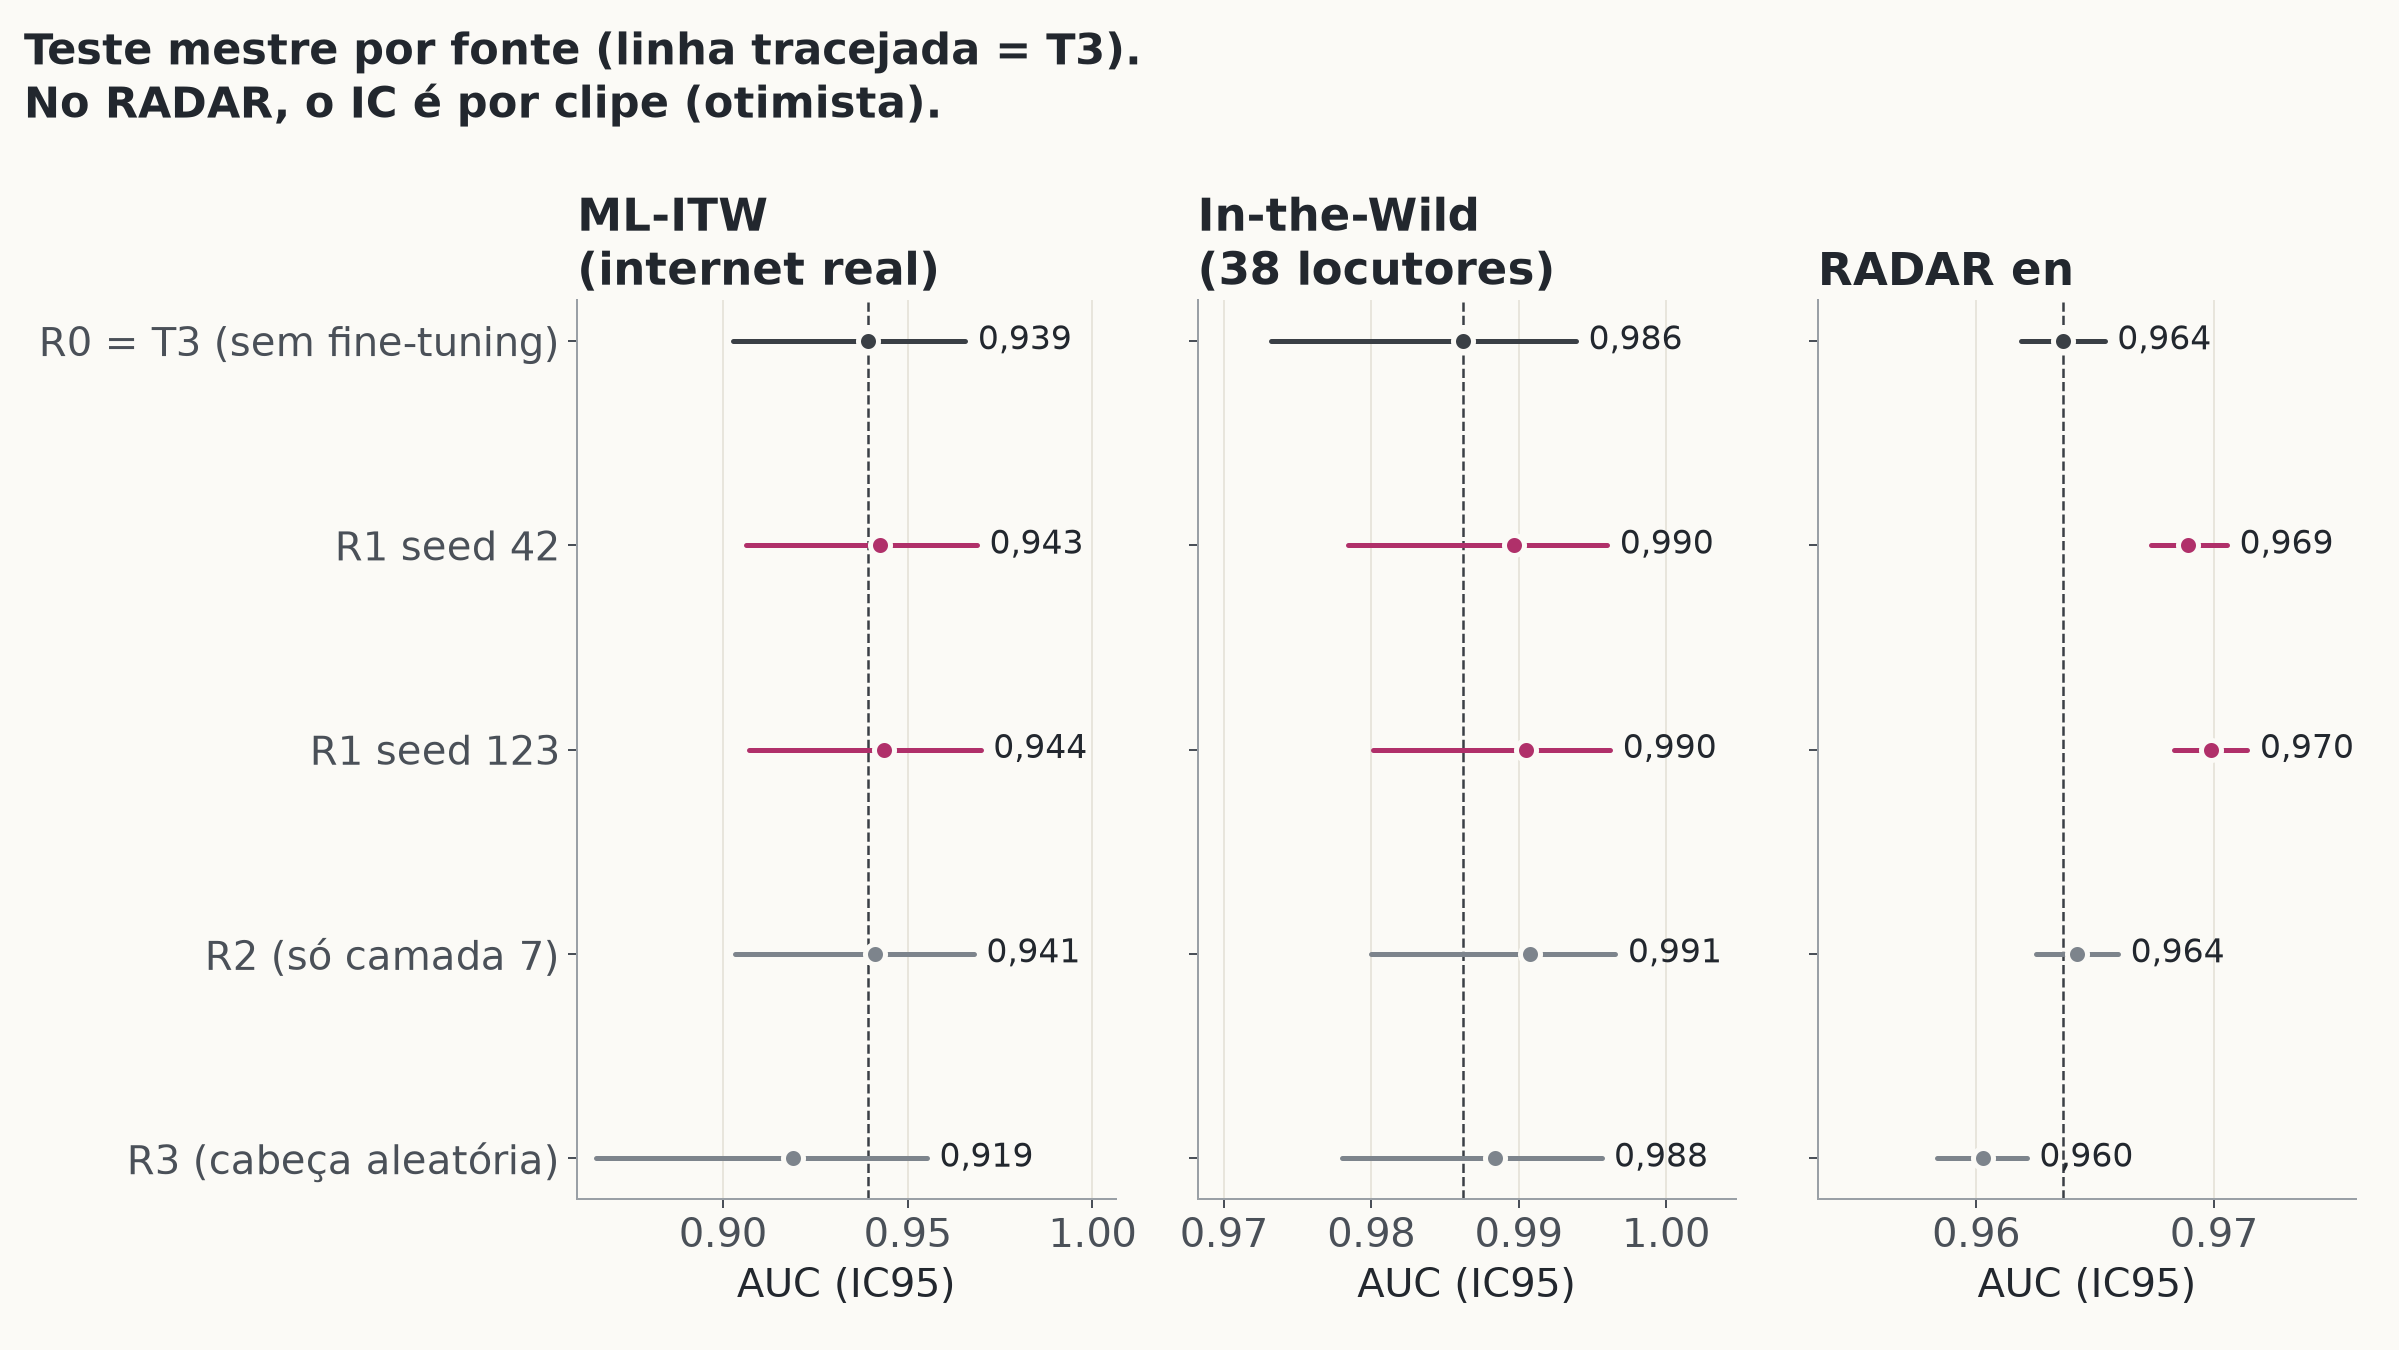 Teste mestre por fonte (linha tracejada = T3).
No RADAR, o IC é por clipe (otimista).
ML-ITW
(internet real)
In-the-Wild
(38 locutores)
RADAR en
R0 = T3 (sem fine-tuning)
0,939
0,986
0,964
R1 seed 42
0,943
0,990
0,969
R1 seed 123
0,944
0,990
0,970
R2 (só camada 7)
0,941
0,991
0,964
R3 (cabeça aleatória)
0,919
0,988
0,960
0.90 0.95 1.00
0.97 0.98 0.99 1.00
0.96 0.97
AUC (IC95)
AUC (IC95)
AUC (IC95)